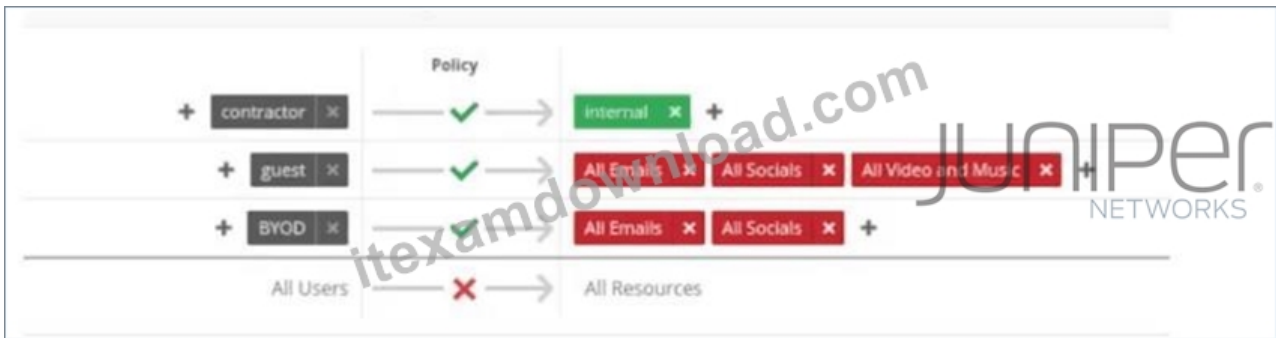 Policy
+ contractor × internal × +
+ guest × All Emails × All Socials × All Video and Music × +
+ BYOD × All Emails × All Socials × +
All Users All Resources
itexamdownload.com
JUNIPER
NETWORKS